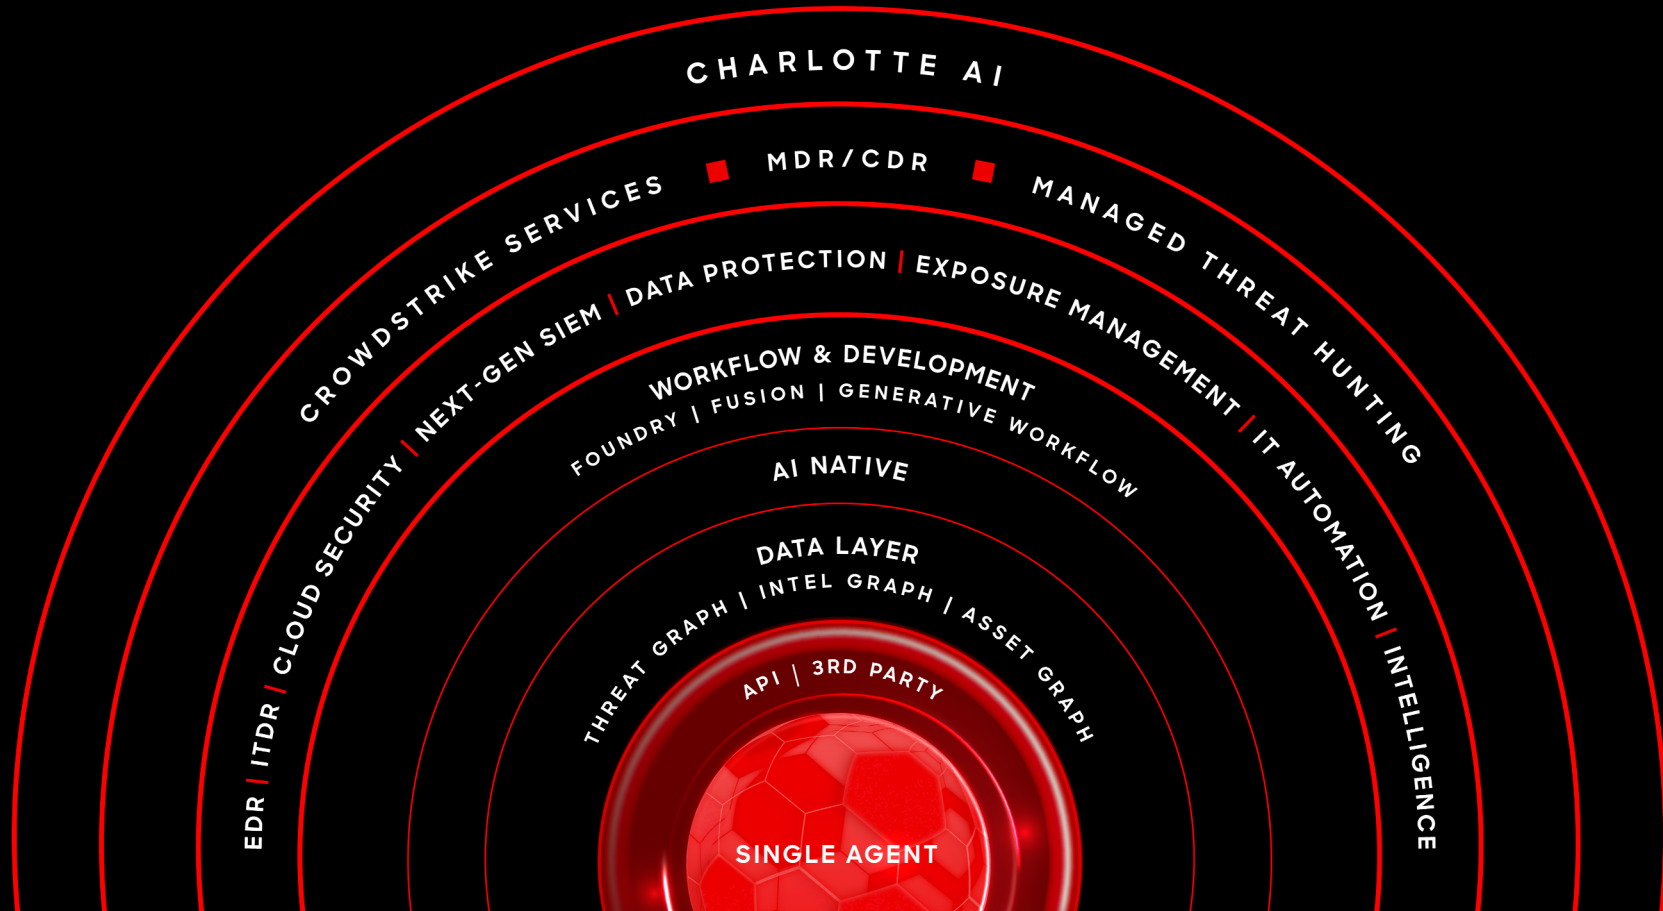 CHARLOTTE AI
CROWDSTRIKE SERVICES ■ MDR/CDR ■ MANAGED THREAT HUNTING
EDR | ITDR | CLOUD SECURITY | NEXT-GEN SIEM | DATA PROTECTION | EXPOSURE MANAGEMENT | IT AUTOMATION | INTELLIGENCE
WORKFLOW & DEVELOPMENT
FOUNDRY | FUSION | GENERATIVE WORKFLOW
AI NATIVE
DATA LAYER
THREAT GRAPH | INTEL GRAPH | ASSET GRAPH
API | 3RD PARTY
SINGLE AGENT